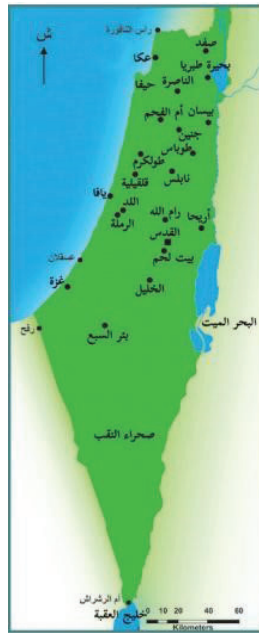 رأس الناقورة
ش
صفد
عكا
بحيرة طبريا
الناصرة
حيفا
بيسان
أم الفحم
جنين
طوباس
طولكرم
نابلس
قلقيلية
يافا
اللد
رام الله
أريحا
الرملة
القدس
عسقلان
بيت لحم
غزة
الخليل
البحر الميت
رفح
بئر السبع
صحراء النقب
أم الرشراش
خليج العقبة
0 10 20 40 60
Kilometers